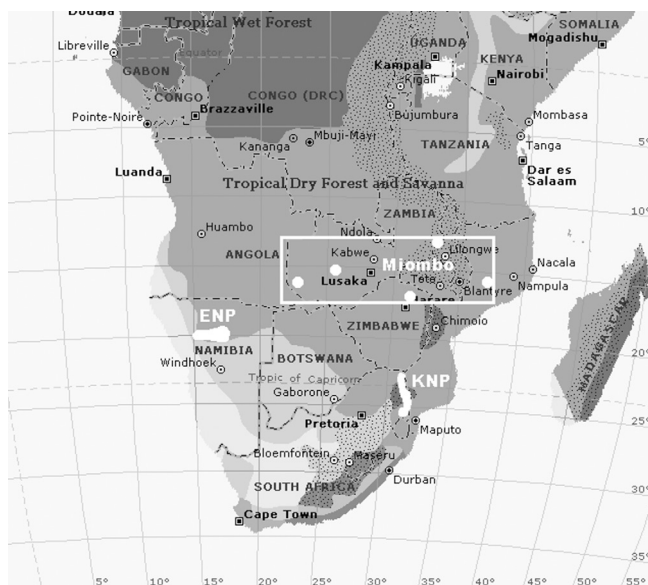 Douala
Tropical Wet Forest
SOMALIA
Mogadishu
Libreville
Equator
UGANDA
KENYA
Kampala
GABON
Kigali
Nairobi
CONGO
CONGO (DRC)
Brazzaville
Bujumbura
Pointe-Noire
Mombasa
Mbuji-Mayi
Kananga
TANZANIA
Tanga
5°
Luanda
Tropical Dry Forest and Savanna
Dar es
Salaam
ZAMBIA
10°
Huambo
Ndola
ANGOLA
Kabwe
Lilongwe
Miombo
Nacala
Lusaka
Tete
Blantyre
Nampula
15°
ENP
Harare
ZIMBABWE
Chimoio
MADAGASCAR
NAMIBIA
BOTSWANA
20°
Windhoek
Tropic of Capricorn
KNP
Gaborone
Pretoria
Maputo
25°
Bloemfontein
Maseru
SOUTH AFRICA
Durban
30°
Cape Town
35°
5°
10°
15°
20°
25°
30°
35°
40°
45°
50°
55°